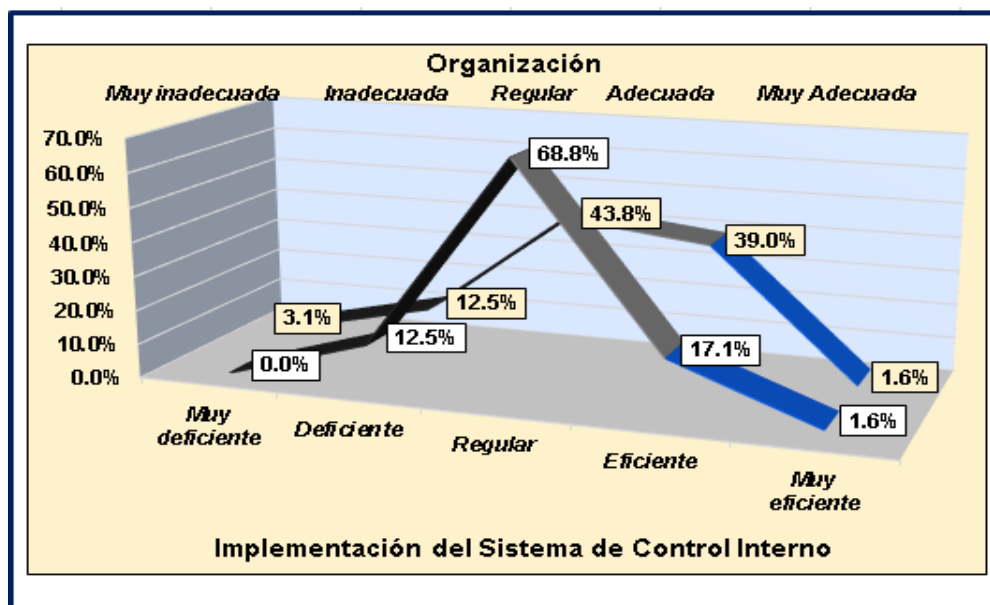 Organización
Muy inadecuada Inadecuada Regular Adecuada Muy Adecuada
70.0%
60.0%
50.0%
40.0%
30.0%
20.0%
10.0%
0.0%
68.8%
43.8%
39.0%
3.1%
12.5%
0.0%
12.5%
17.1%
1.6%
1.6%
Muy
deficiente
Deficiente
Regular
Eficiente
Muy
eficiente
Implementación del Sistema de Control Interno